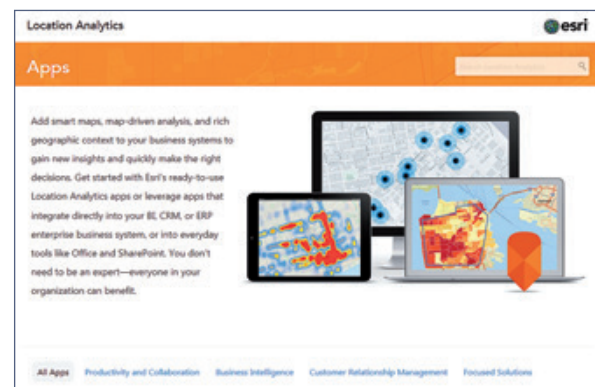 Location Analytics
esri
Apps
Add smart maps, map-driven analysis, and rich
geographic context to your business systems to
gain new insights and quickly make the right
decisions. Get started with Esri's ready-to-use
Location Analytics apps or leverage apps that
integrate directly into your BI, CRM, or ERP
enterprise business system, or into everyday
tools like Office and SharePoint. You don't
need to be an expert—everyone in your
organization can benefit.
All Apps Productivity and Collaboration Business Intelligence Customer Relationship Management Focused Solutions